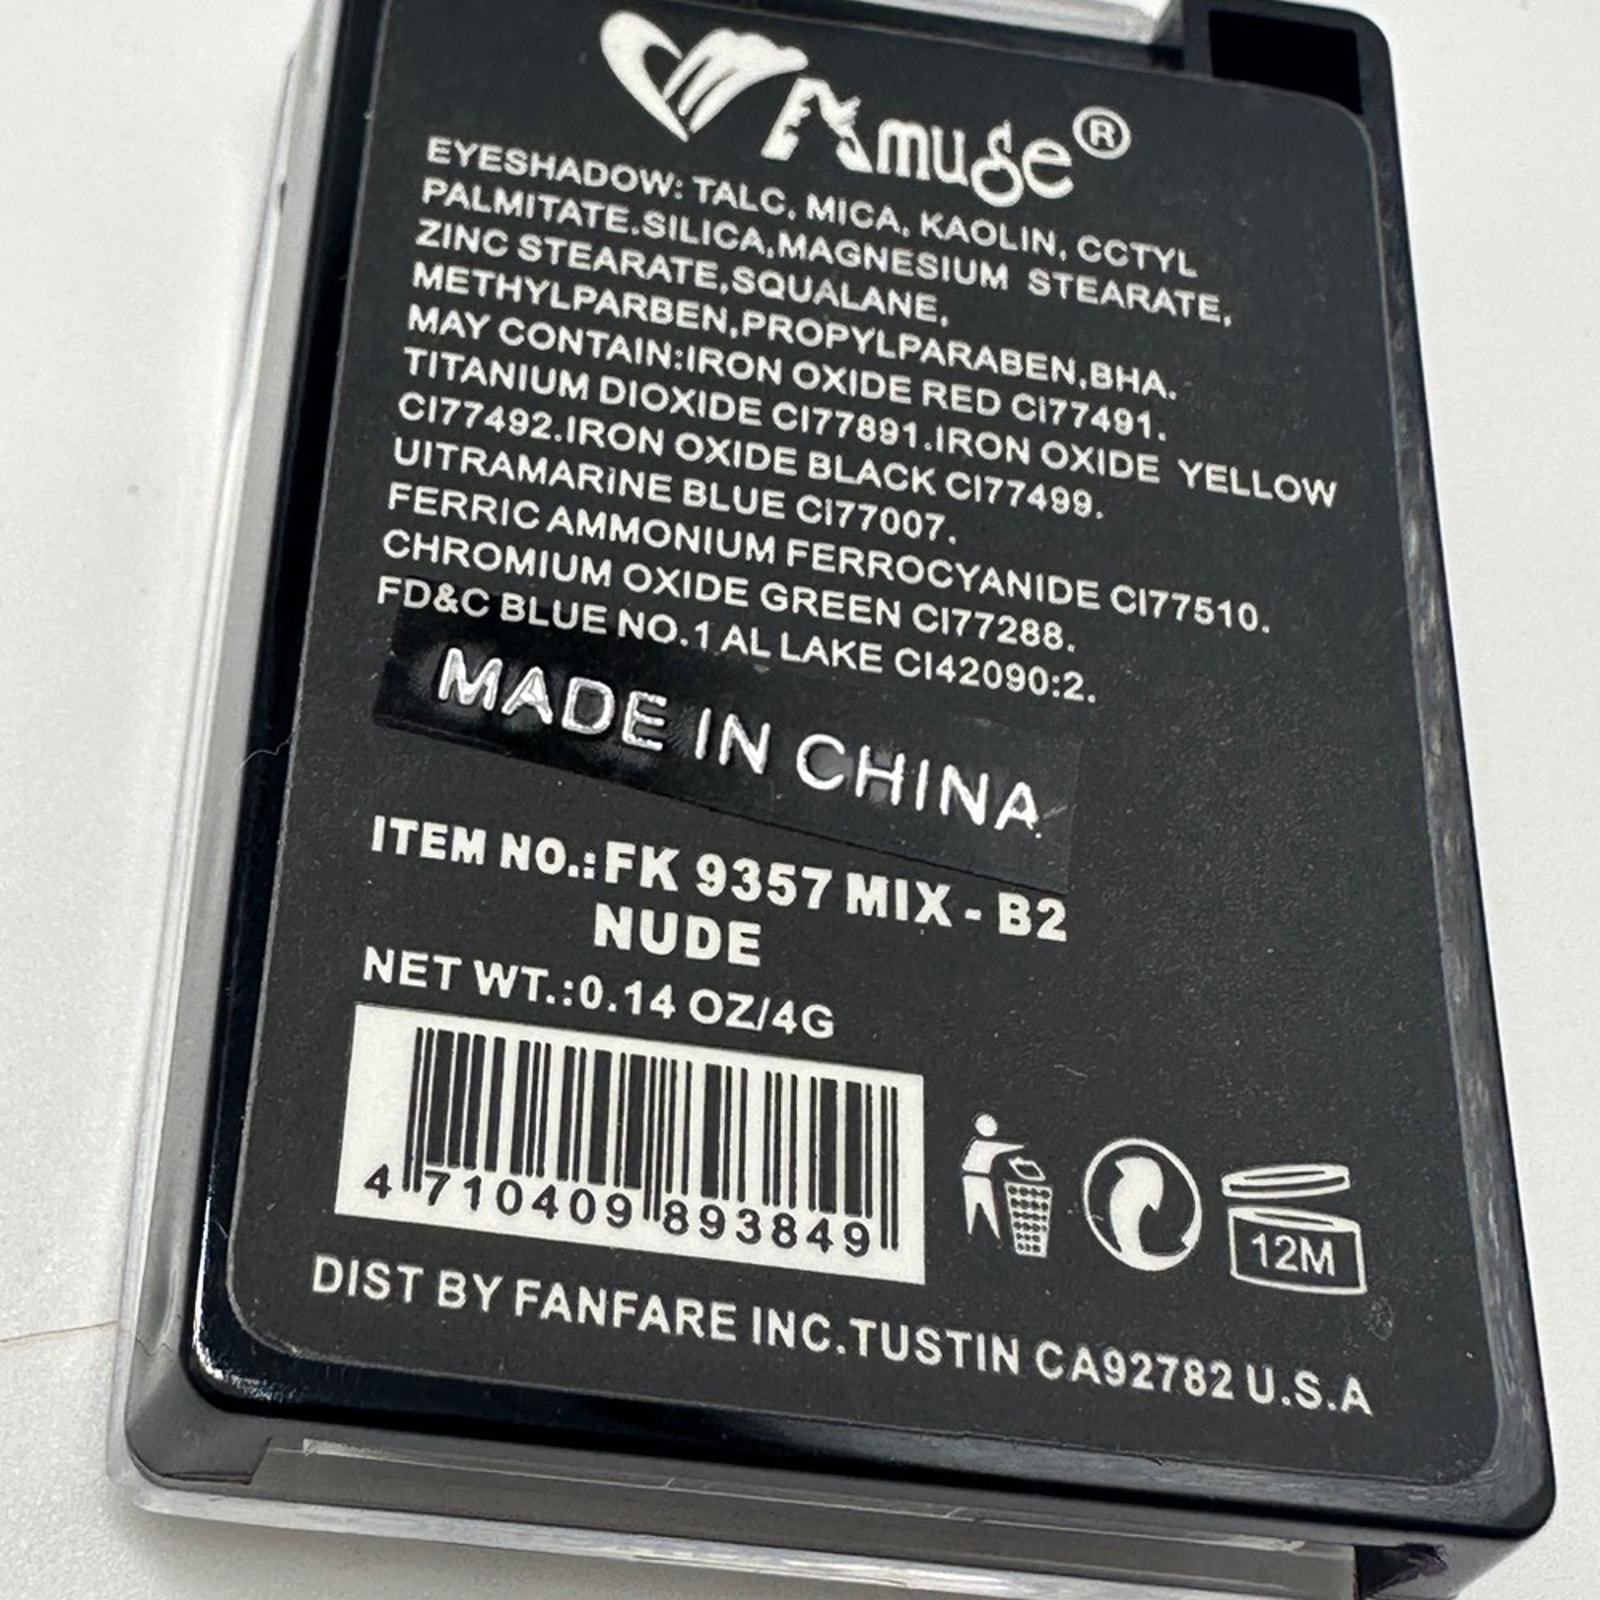 Amuse®
EYESHADOW: TALC, MICA, KAOLIN, CCTYL
PALMITATE.SILICA,MAGNESIUM STEARATE,
ZINC STEARATE,SQUALANE,
METHYLPARBEN,PROPYLPARABEN,BHA.
MAY CONTAIN:IRON OXIDE RED CI77491.
TITANIUM DIOXIDE CI77891.IRON OXIDE YELLOW
CI77492.IRON OXIDE BLACK CI77499.
UITRAMARINE BLUE CI77007.
FERRIC AMMONIUM FERROCYANIDE CI77510.
CHROMIUM OXIDE GREEN CI77288.
FD&C BLUE NO.1 AL LAKE CI42090:2.
MADE IN CHINA
ITEM NO.:FK 9357 MIX - B2
NUDE
NET WT.:0.14 OZ/4G
4 710409 893849
12M
DIST BY FANFARE INC.TUSTIN CA92782 U.S.A